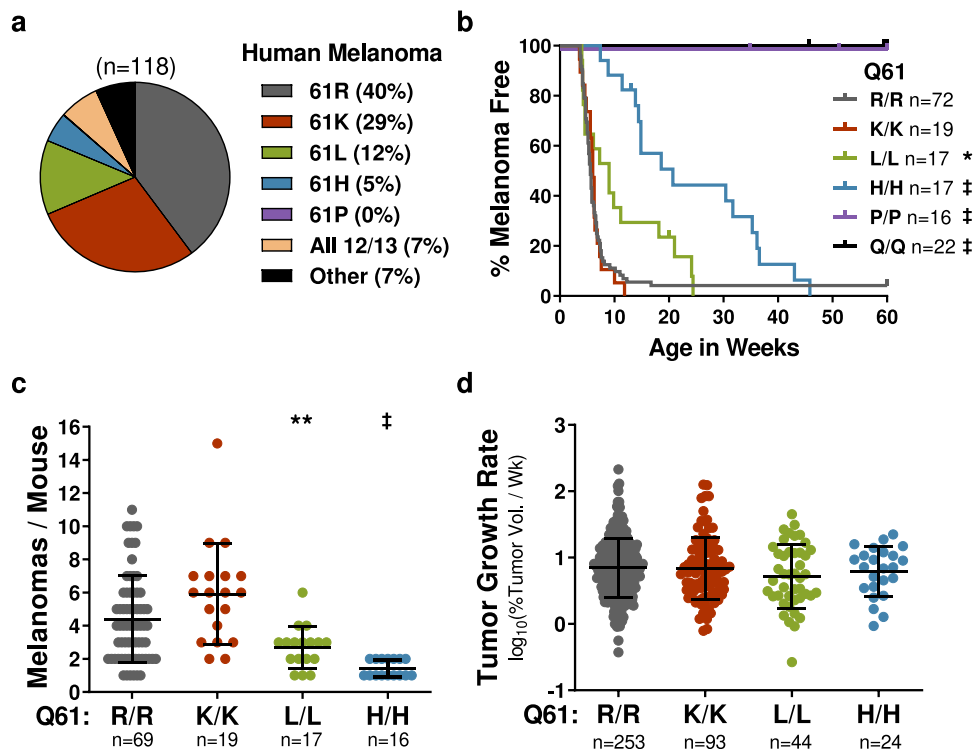 a
Human Melanoma
(n=118)
61R (40%)
61K (29%)
61L (12%)
61H (5%)
61P (0%)
All 12/13 (7%)
Other (7%)
b
% Melanoma Free
100
80
60
40
20
0
0 10 20 30 40 50 60
Age in Weeks
Q61
R/R n=72
K/K n=19
L/L n=17 *
H/H n=17 ‡
P/P n=16 ‡
Q/Q n=22 ‡
c
Melanomas / Mouse
16
14
12
10
8
6
4
2
0
** ‡
Q61: R/R K/K L/L H/H
n=69 n=19 n=17 n=16
d
Tumor Growth Rate
log10(%Tumor Vol. / Wk)
3
2
1
0
-1
Q61: R/R K/K L/L H/H
n=253 n=93 n=44 n=24